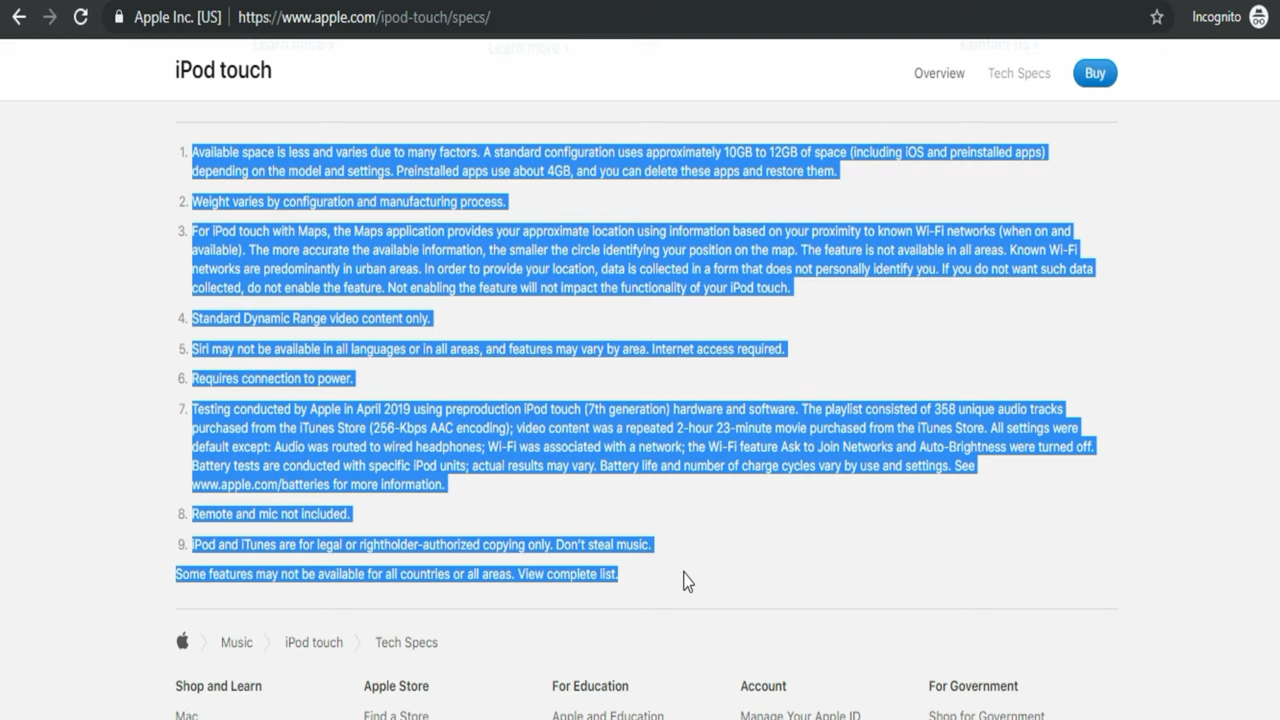 Apple Inc. [US] https://www.apple.com/ipod-touch/specs/ Incognito
Learn more › Learn more › Contact us ›
iPod touch Overview Tech Specs Buy
1. Available space is less and varies due to many factors. A standard configuration uses approximately 10GB to 12GB of space (including iOS and preinstalled apps)
depending on the model and settings. Preinstalled apps use about 4GB, and you can delete these apps and restore them.
2. Weight varies by configuration and manufacturing process.
3. For iPod touch with Maps, the Maps application provides your approximate location using information based on your proximity to known Wi-Fi networks (when on and
available). The more accurate the available information, the smaller the circle identifying your position on the map. The feature is not available in all areas. Known Wi-Fi
networks are predominantly in urban areas. In order to provide your location, data is collected in a form that does not personally identify you. If you do not want such data
collected, do not enable the feature. Not enabling the feature will not impact the functionality of your iPod touch.
4. Standard Dynamic Range video content only.
5. Siri may not be available in all languages or in all areas, and features may vary by area. Internet access required.
6. Requires connection to power.
7. Testing conducted by Apple in April 2019 using preproduction iPod touch (7th generation) hardware and software. The playlist consisted of 358 unique audio tracks
purchased from the iTunes Store (256-Kbps AAC encoding); video content was a repeated 2-hour 23-minute movie purchased from the iTunes Store. All settings were
default except: Audio was routed to wired headphones; Wi-Fi was associated with a network; the Wi-Fi feature Ask to Join Networks and Auto-Brightness were turned off.
Battery tests are conducted with specific iPod units; actual results may vary. Battery life and number of charge cycles vary by use and settings. See
www.apple.com/batteries for more information.
8. Remote and mic not included.
9. iPod and iTunes are for legal or rightholder-authorized copying only. Don't steal music.
Some features may not be available for all countries or all areas. View complete list.
Music iPod touch Tech Specs
Shop and Learn Apple Store For Education Account For Government
Mac Find a Store Apple and Education Manage Your Apple ID Shop for Government